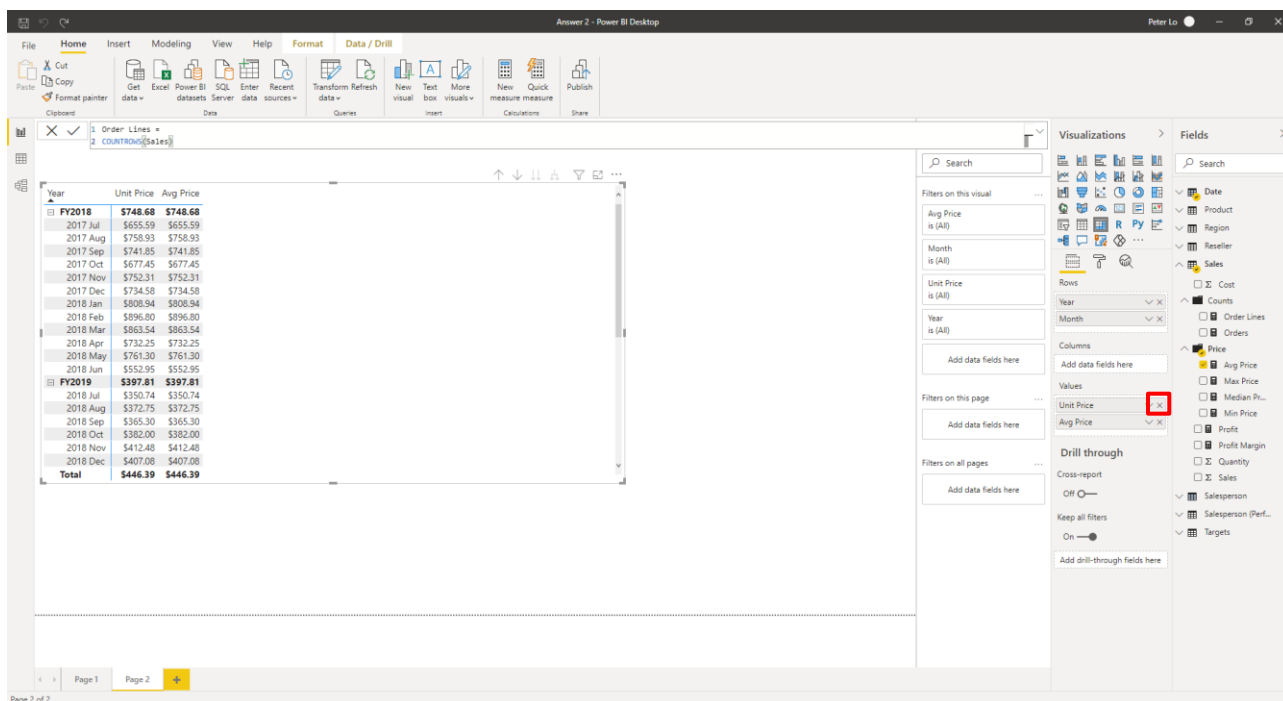 Answer 2 - Power BI Desktop
Peter Lo
File Home Insert Modeling View Help Format Data / Drill
Paste
Cut
Copy
Format painter
Get data
Excel
Power BI datasets
SQL Server
Enter data
Recent sources
Transform data
Refresh
New visual
Text box
More visuals
New measure
Quick measure
Publish
Clipboard Data Queries Insert Calculations Share
1 Order Lines =
2 COUNTROWS(Sales)
Year Unit Price Avg Price
FY2018 $748.68 $748.68
2017 Jul $655.59 $655.59
2017 Aug $758.93 $758.93
2017 Sep $741.85 $741.85
2017 Oct $677.45 $677.45
2017 Nov $752.31 $752.31
2017 Dec $734.58 $734.58
2018 Jan $808.94 $808.94
2018 Feb $896.80 $896.80
2018 Mar $863.54 $863.54
2018 Apr $732.25 $732.25
2018 May $761.30 $761.30
2018 Jun $552.95 $552.95
FY2019 $397.81 $397.81
2018 Jul $350.74 $350.74
2018 Aug $372.75 $372.75
2018 Sep $365.30 $365.30
2018 Oct $382.00 $382.00
2018 Nov $412.48 $412.48
2018 Dec $407.08 $407.08
Total $446.39 $446.39
Search
Filters on this visual ...
Avg Price
is (All)
Month
is (All)
Unit Price
is (All)
Year
is (All)
Add data fields here
Filters on this page ...
Add data fields here
Filters on all pages ...
Add data fields here
Visualizations
R Py
...
Rows
Year
Month
Columns
Add data fields here
Values
Unit Price
Avg Price
Drill through
Cross-report
Off
Keep all filters
On
Add drill-through fields here
Fields
Search
Date
Product
Region
Reseller
Sales
Σ Cost
Counts
Order Lines
Orders
Price
Avg Price
Max Price
Median Pr...
Min Price
Profit
Profit Margin
Σ Quantity
Σ Sales
Salesperson
Salesperson (Perf...
Targets
Page 1 Page 2 +
Page 2 of 2